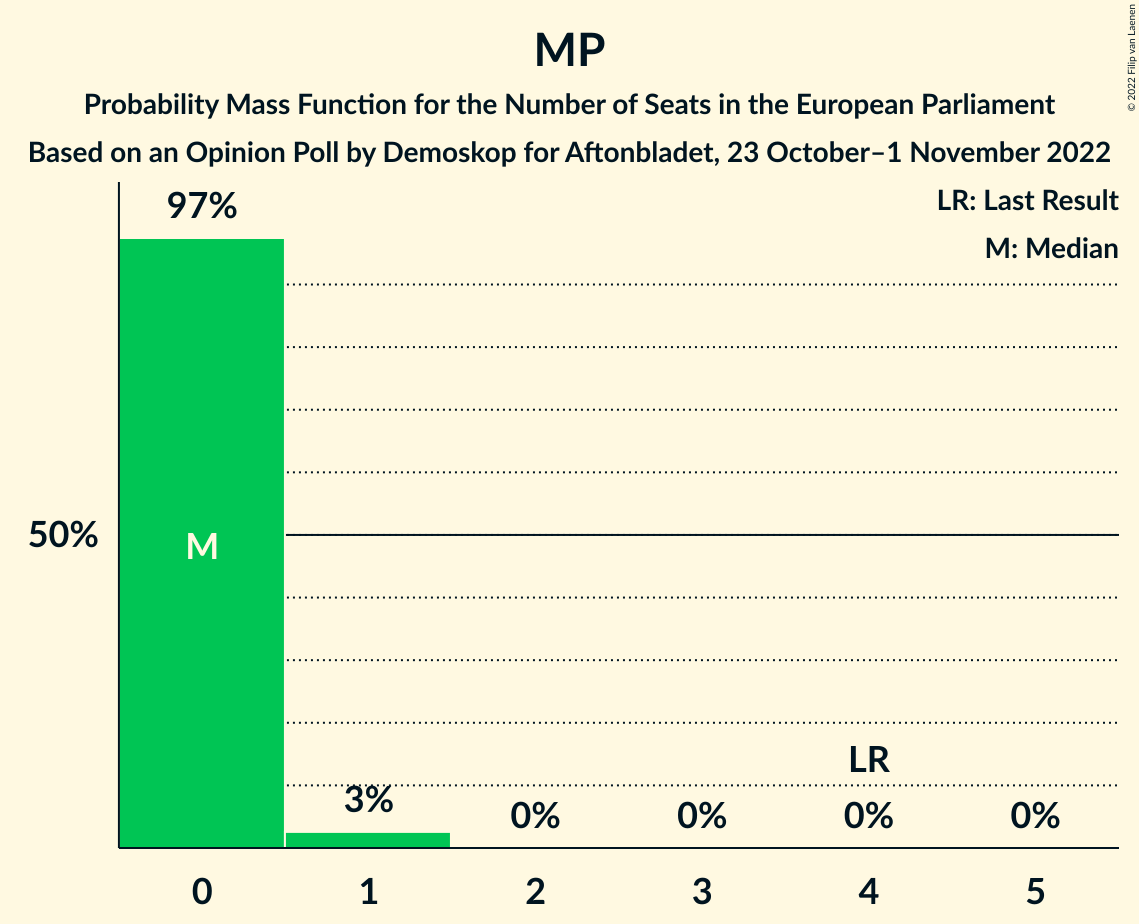 MP
Probability Mass Function for the Number of Seats in the European Parliament
Based on an Opinion Poll by Demoskop for Aftonbladet, 23 October–1 November 2022
© 2022 Filip van Laenen
LR: Last Result
M: Median
97%
50%
M
3%
0%
0%
LR
0%
0%
0 1 2 3 4 5